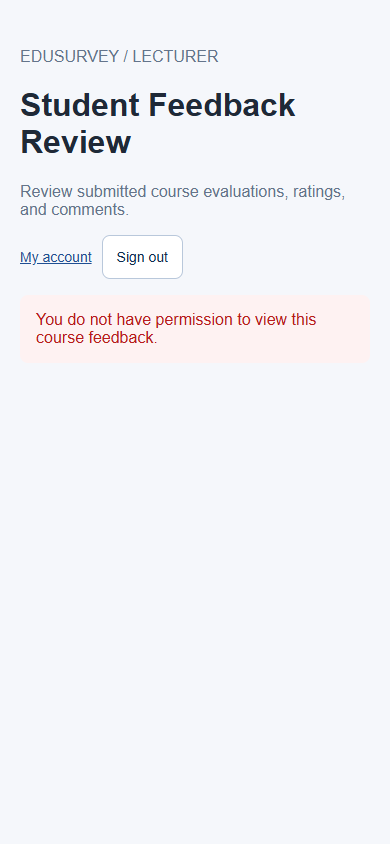 EDUSURVEY / LECTURER
Student Feedback
Review
Review submitted course evaluations, ratings,
and comments.
My account
Sign out
You do not have permission to view this
course feedback.